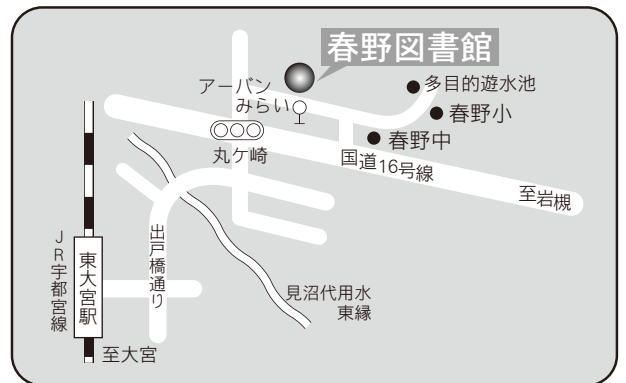 春野図書館
アーバン
みらい
多目的遊水池
春野小
春野中
丸ケ崎
国道16号線
至岩槻
出戸橋通り
JR宇都宮線
東大宮駅
見沼代用水
東縁
至大宮